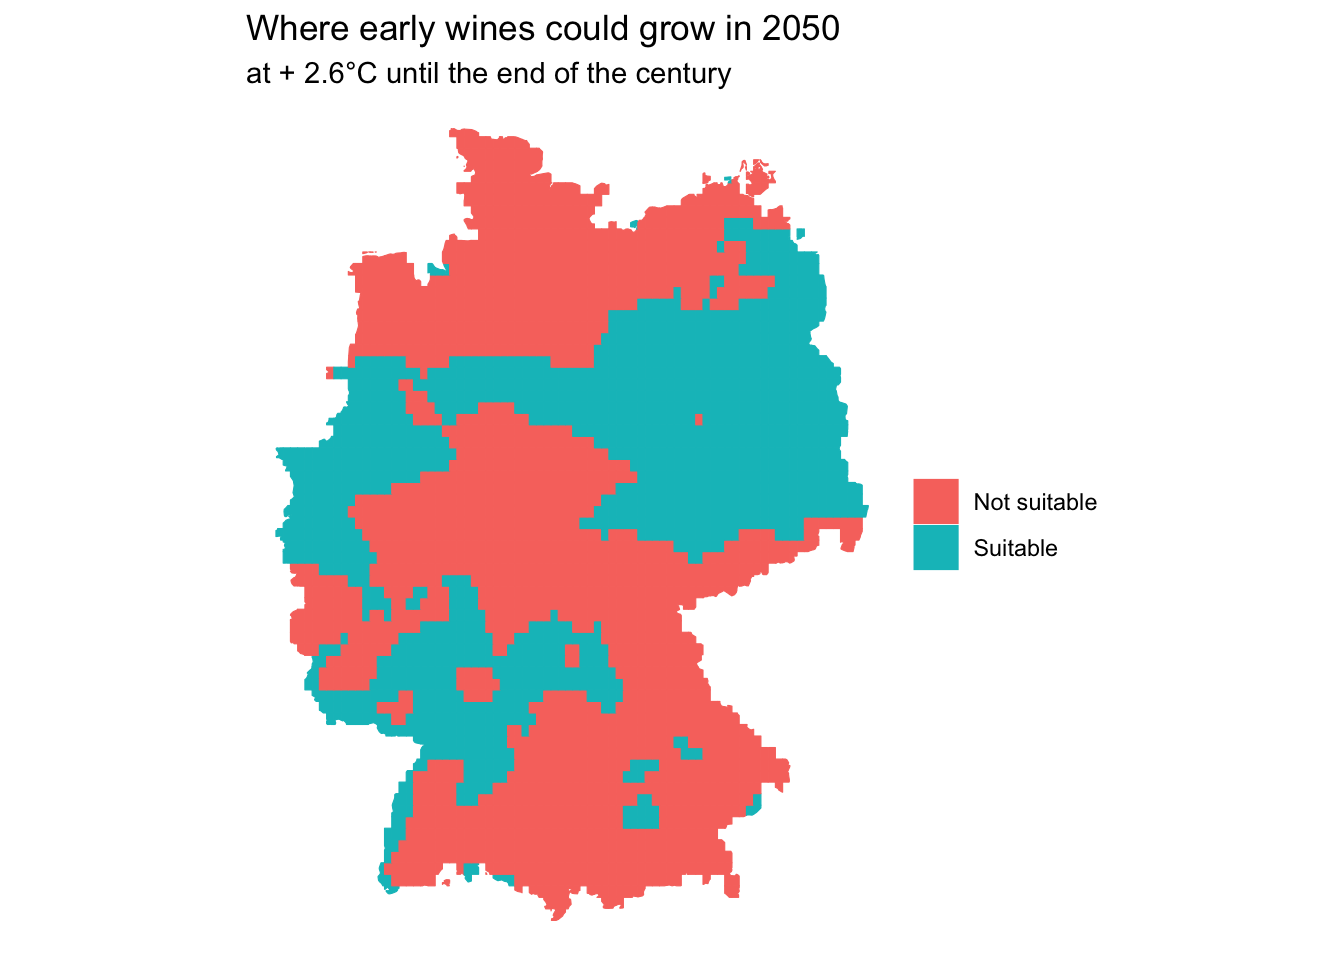 Where early wines could grow in 2050
at + 2.6°C until the end of the century
Not suitable
Suitable